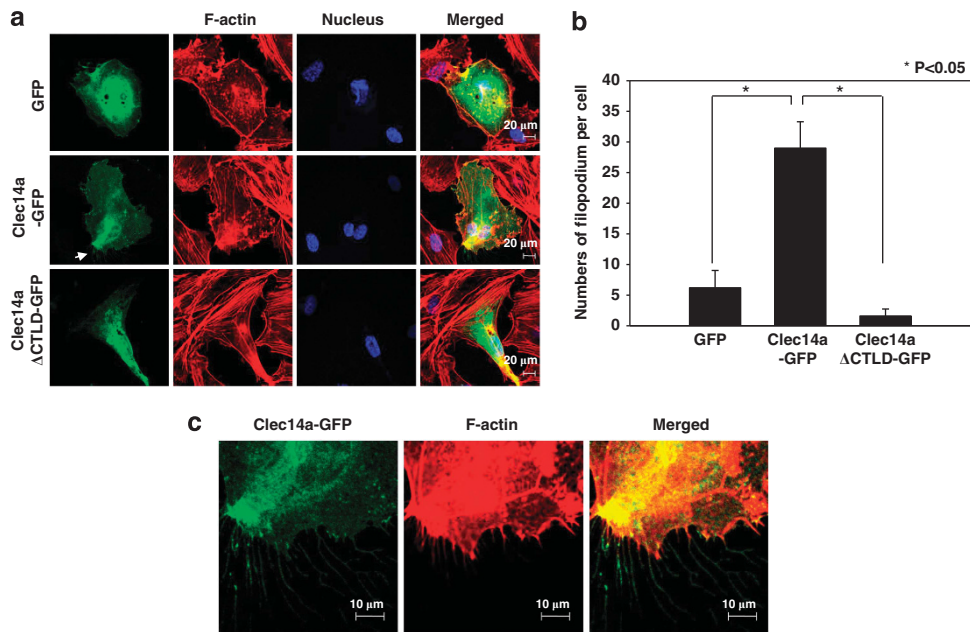 a
F-actin
Nucleus
Merged
GFP
20 µm
Clec14a
-GFP
20 µm
Clec14a
ΔCTLD-GFP
20 µm
b
* P<0.05
Numbers of filopodium per cell
40
35
30
25
20
15
10
5
0
*
*
GFP
Clec14a
-GFP
Clec14a
ΔCTLD-GFP
c
Clec14a-GFP
F-actin
Merged
10 µm
10 µm
10 µm